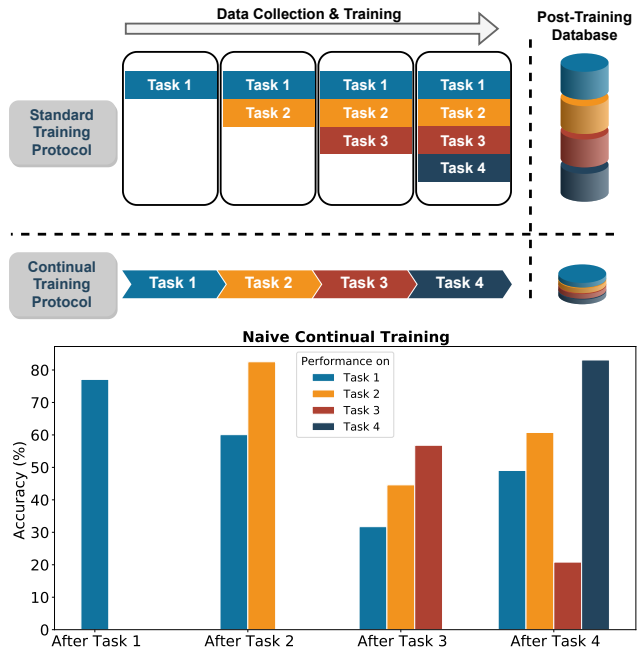 Data Collection & Training
Post-Training
Database
Standard
Training
Protocol
Task 1
Task 1
Task 1
Task 1
Task 2
Task 2
Task 2
Task 3
Task 3
Task 4
Continual
Training
Protocol
Task 1
Task 2
Task 3
Task 4
Naive Continual Training
Accuracy (%)
80
70
60
50
40
30
20
10
0
Performance on
Task 1
Task 2
Task 3
Task 4
After Task 1
After Task 2
After Task 3
After Task 4